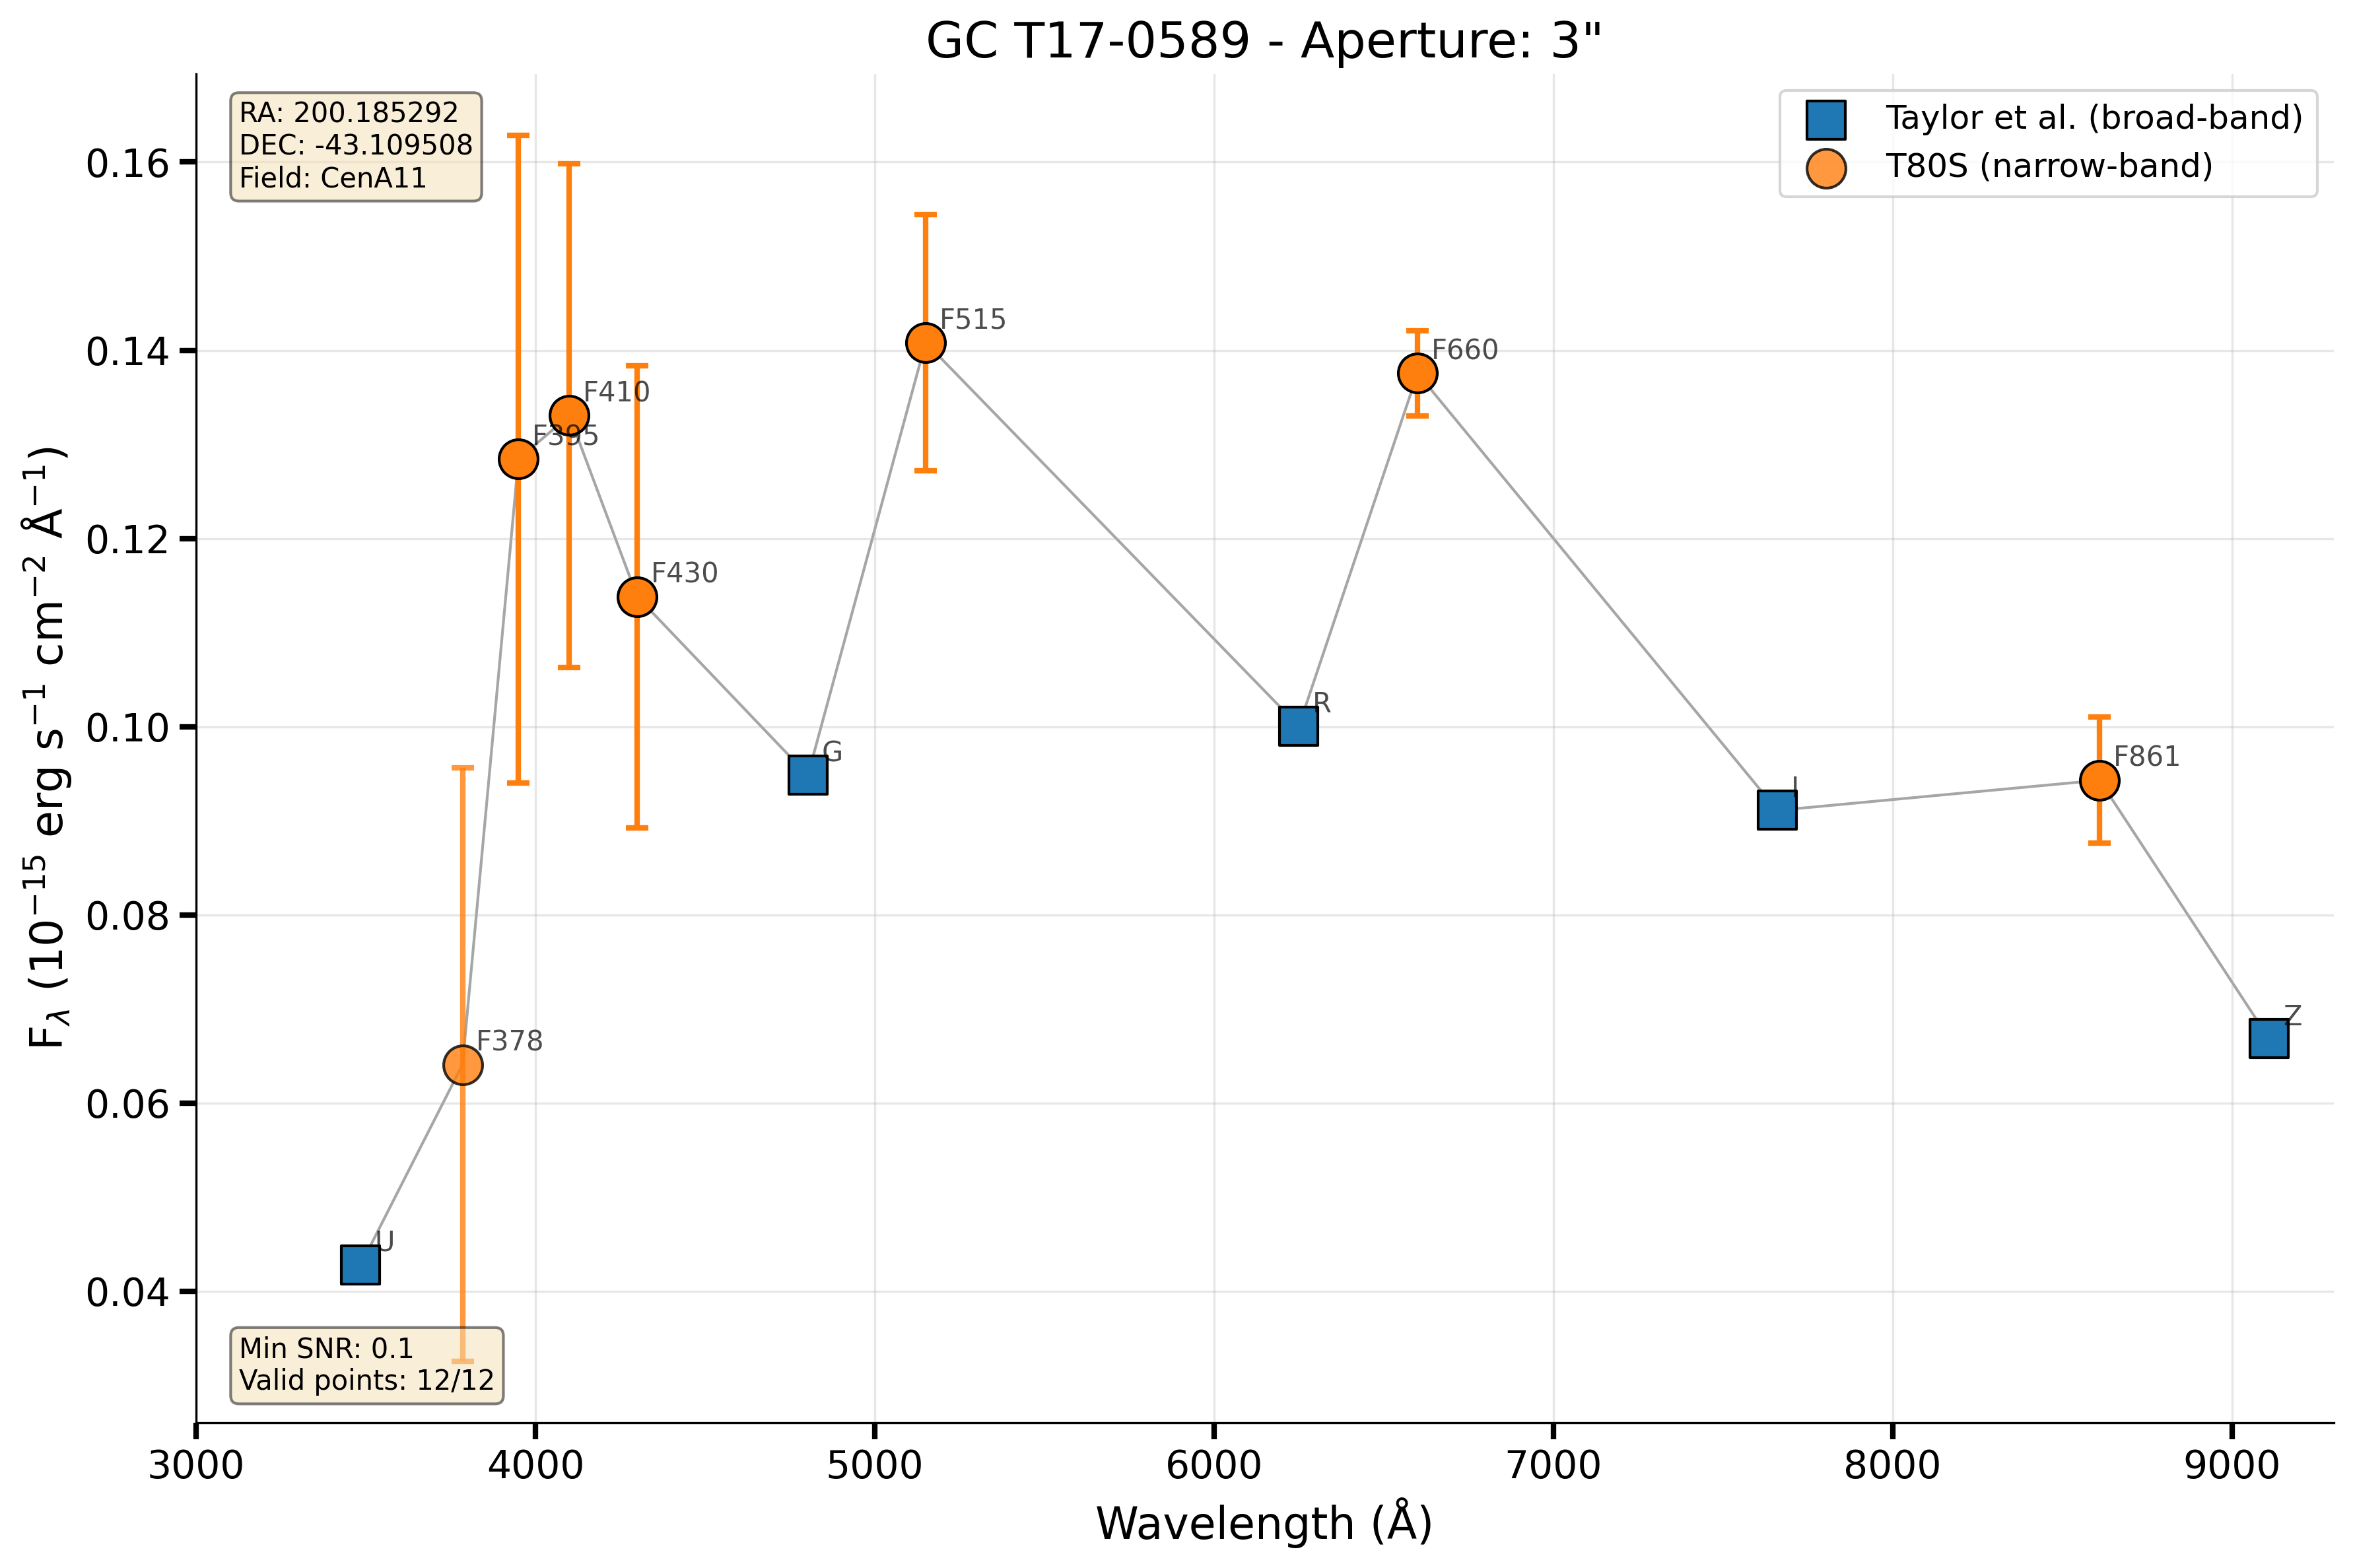 GC T17-0589 - Aperture: 3"
RA: 200.185292
DEC: -43.109508
Field: CenA11
Taylor et al. (broad-band)
T80S (narrow-band)
F$_λ$ (10$^{-15}$ erg s$^{-1}$ cm$^{-2}$ Å$^{-1}$)
0.16
0.14
0.12
0.10
0.08
0.06
0.04
U
F378
F395
F410
F430
G
F515
R
F660
I
F861
Z
Min SNR: 0.1
Valid points: 12/12
3000
4000
5000
6000
7000
8000
9000
Wavelength (Å)